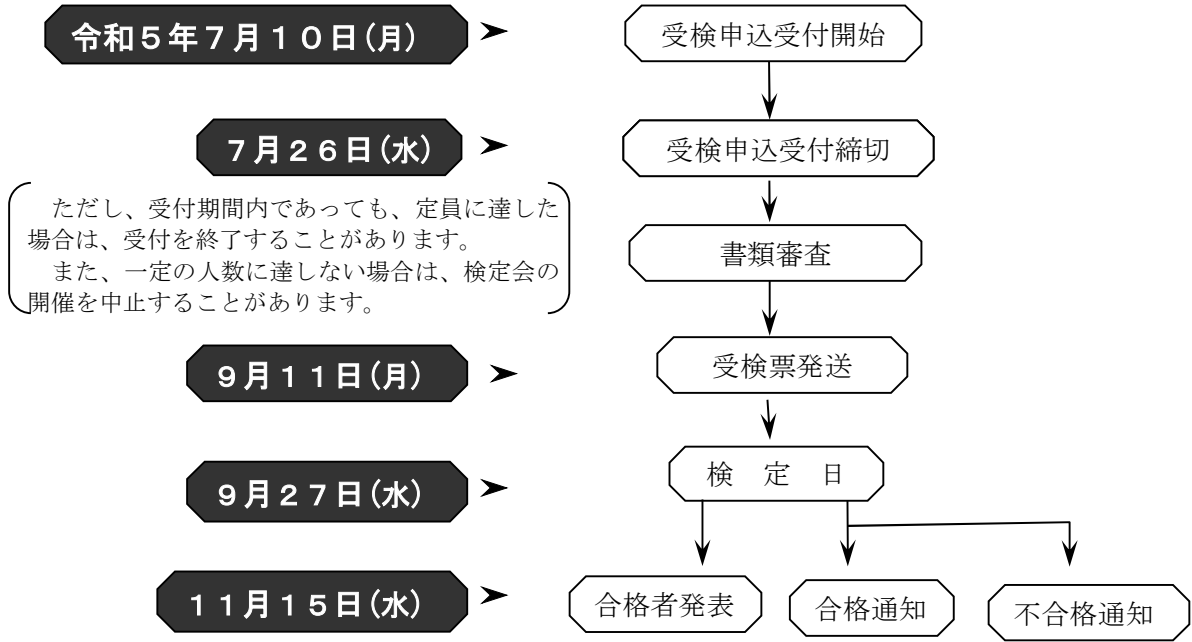 令和５年７月１０日(月)
受検申込受付開始
７月２６日(水)
受検申込受付締切
　ただし、受付期間内であっても、定員に達した
場合は、受付を終了することがあります。
　また、一定の人数に達しない場合は、検定会の
開催を中止することがあります。
書類審査
９月１１日(月)
受検票発送
９月２７日(水)
検　定　日
１１月１５日(水)
合格者発表
合格通知
不合格通知